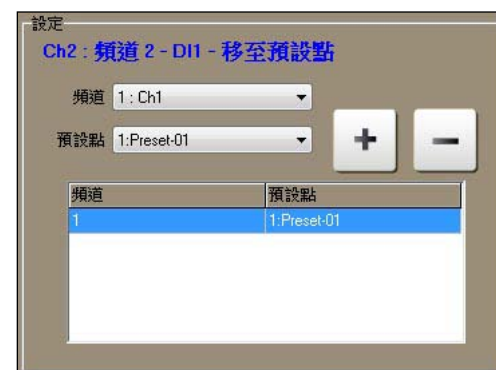 設定
Ch2 : 頻道 2 - DI1 - 移至預設點
頻道 1 : Ch1
預設點 1:Preset-01
+ -
頻道 預設點
1 1:Preset-01